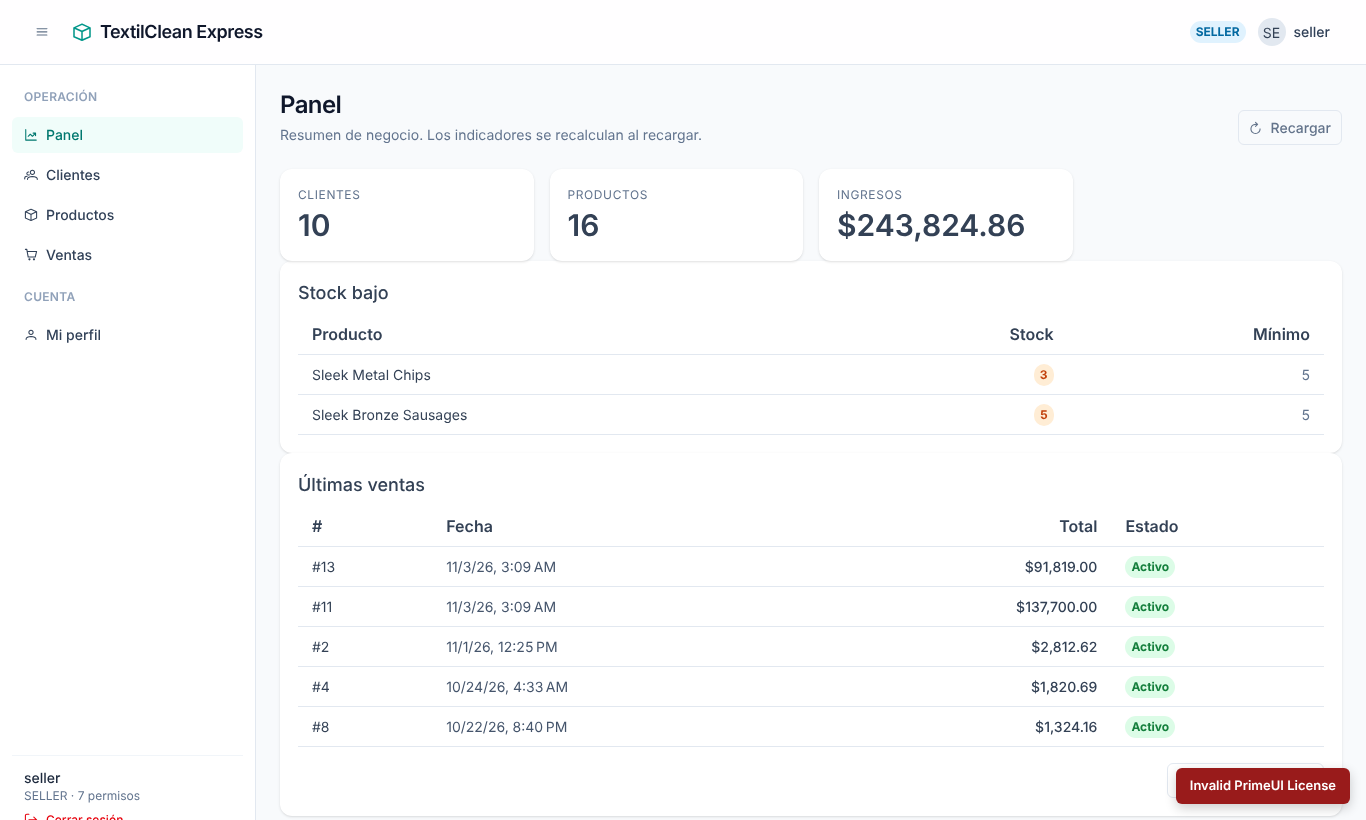 TextilClean Express
SELLER
SE
seller
OPERACIÓN
Panel
Clientes
Productos
Ventas
CUENTA
Mi perfil
seller
SELLER · 7 permisos
Cerrar sesión
Panel
Resumen de negocio. Los indicadores se recalculan al recargar.
Recargar
CLIENTES
10
PRODUCTOS
16
INGRESOS
$243,824.86
Stock bajo
Producto Stock Mínimo
Sleek Metal Chips 3 5
Sleek Bronze Sausages 5 5
Últimas ventas
# Fecha Total Estado
#13 11/3/26, 3:09 AM $91,819.00 Activo
#11 11/3/26, 3:09 AM $137,700.00 Activo
#2 11/1/26, 12:25 PM $2,812.62 Activo
#4 10/24/26, 4:33 AM $1,820.69 Activo
#8 10/22/26, 8:40 PM $1,324.16 Activo
Invalid PrimeUI License